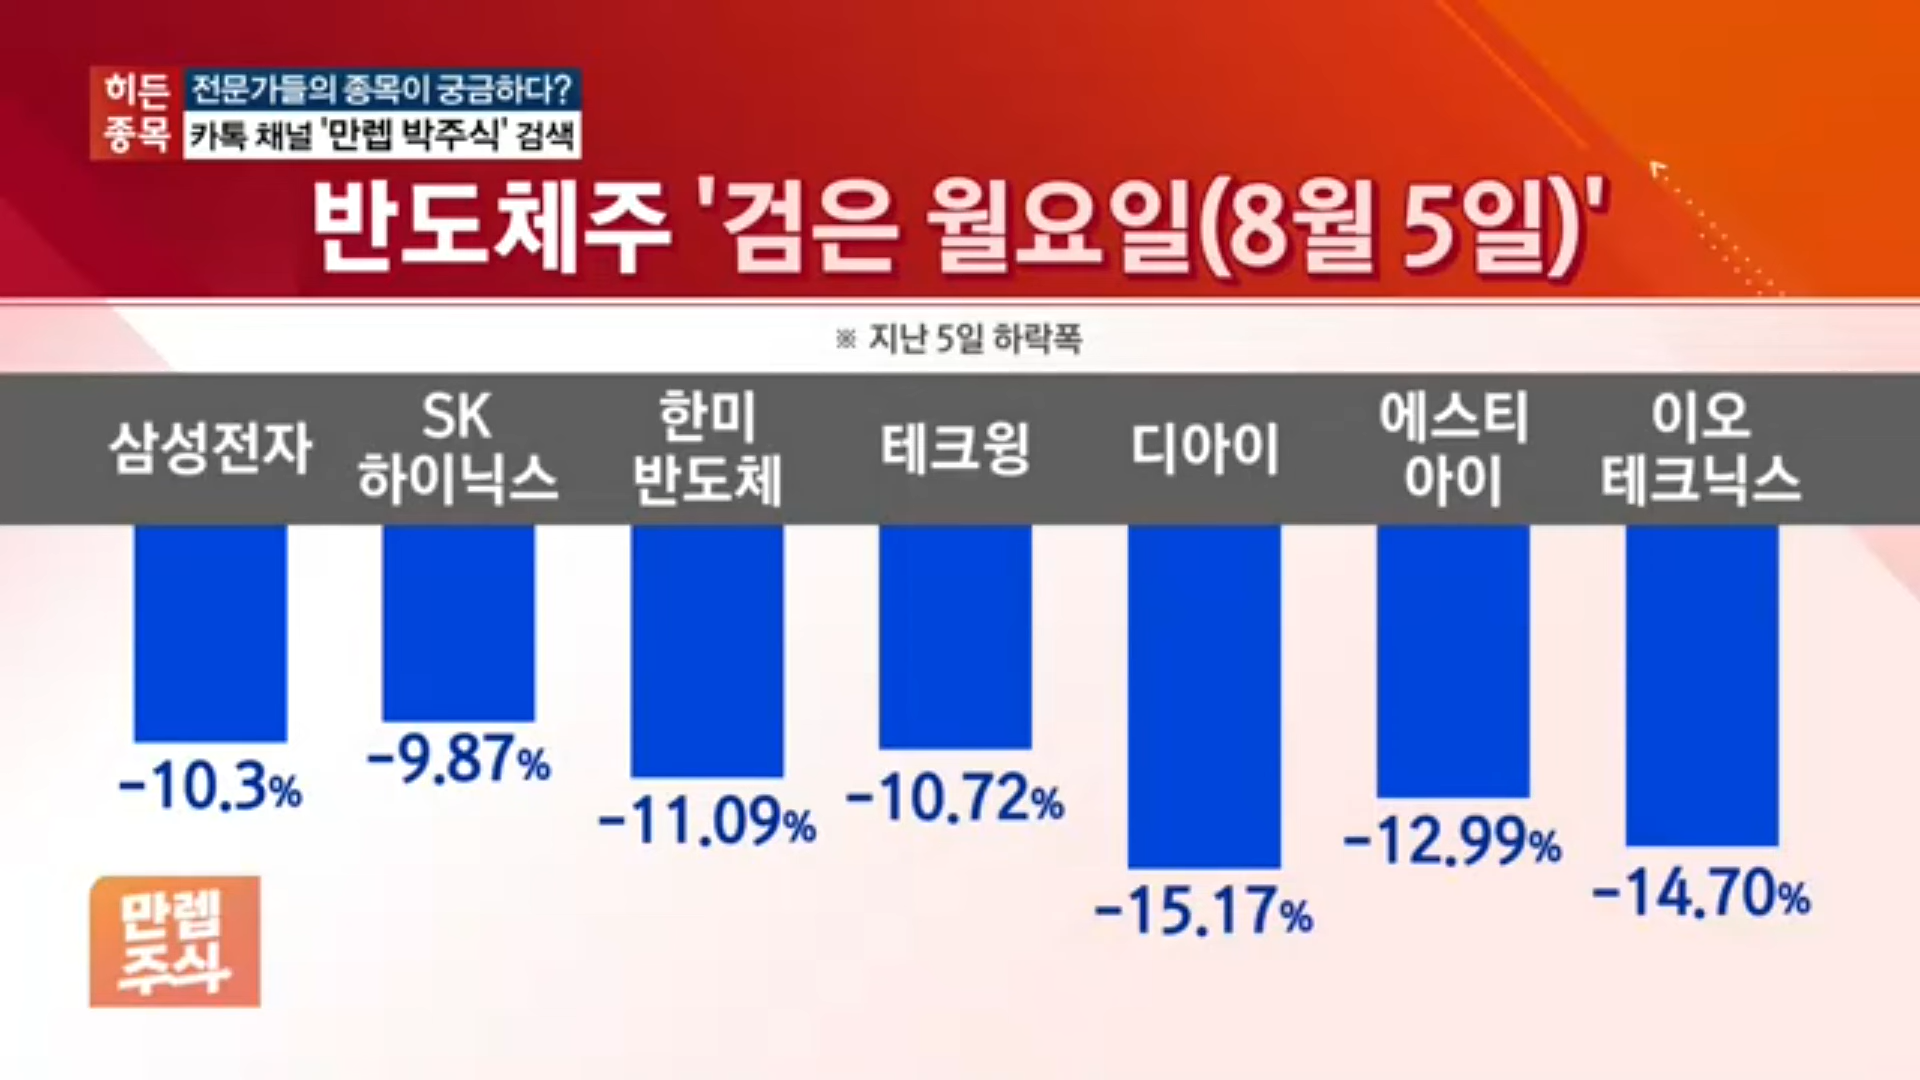 히든
종목
전문가들의 종목이 궁금하다?
카톡 채널 '만렙 박주식' 검색
반도체주 '검은 월요일(8월 5일)'
※ 지난 5일 하락폭
삼성전자
SK
하이닉스
한미
반도체
테크윙
디아이
에스티
아이
이오
테크닉스
-10.3%
-9.87%
-11.09%
-10.72%
-15.17%
-12.99%
-14.70%
만렙
주식